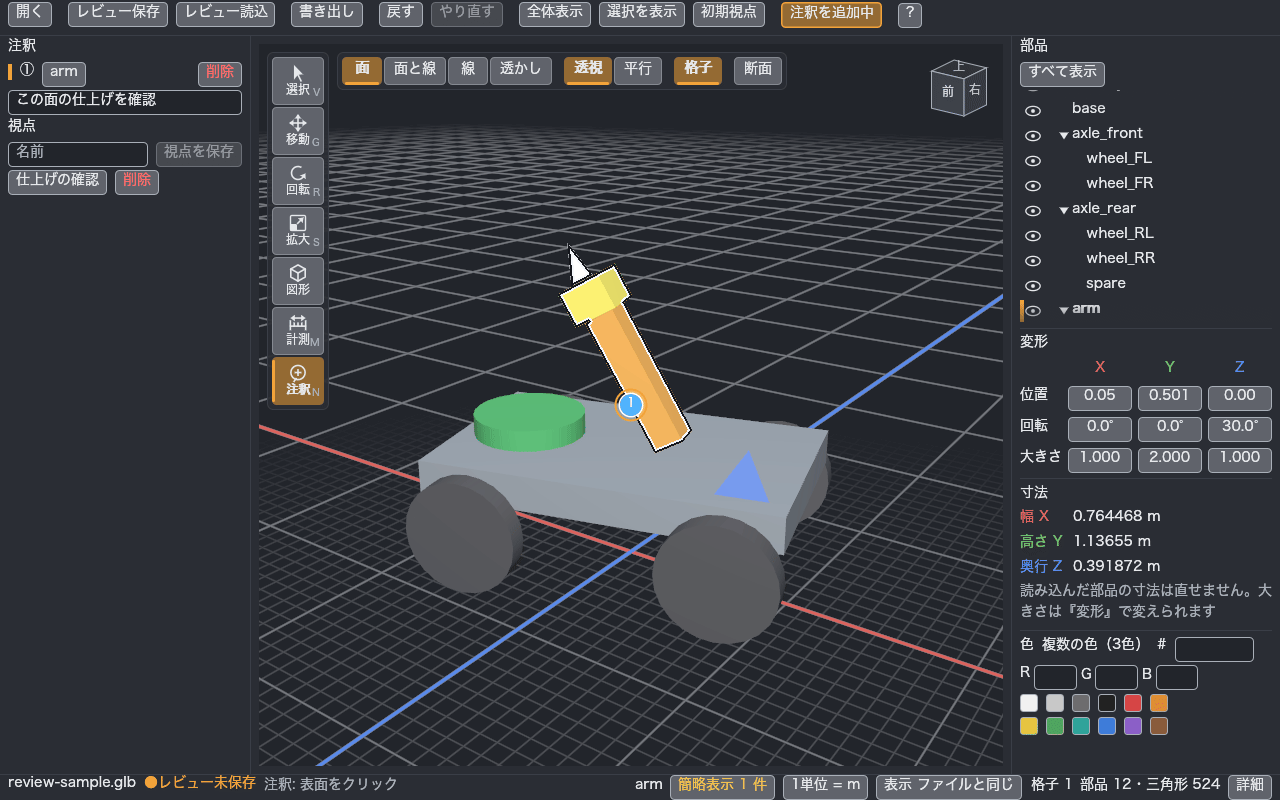 開く レビュー保存 レビュー読込 書き出し 戻す やり直す 全体表示 選択を表示 初期視点 注釈を追加中 ?
注釈
① arm 削除
この面の仕上げを確認
視点
名前 視点を保存
仕上げの確認 削除
選択 V
移動 G
回転 R
拡大 S
図形
計測 M
注釈 N
面 面と線 線 透かし 透視 平行 格子 断面
上
前 右
1
部品
すべて表示
base
axle_front
wheel_FL
wheel_FR
axle_rear
wheel_RL
wheel_RR
spare
arm
変形
X Y Z
位置 0.05 0.501 0.00
回転 0.0° 0.0° 30.0°
大きさ 1.000 2.000 1.000
寸法
幅 X 0.764468 m
高さ Y 1.13655 m
奥行 Z 0.391872 m
読み込んだ部品の寸法は直せません。大
きさは『変形』で変えられます
色 複数の色（3色） #
R G B
review-sample.glb ●レビュー未保存 注釈: 表面をクリック arm 簡略表示 1 件 1単位 = m 表示 ファイルと同じ 格子 1 部品 12・三角形 524 詳細